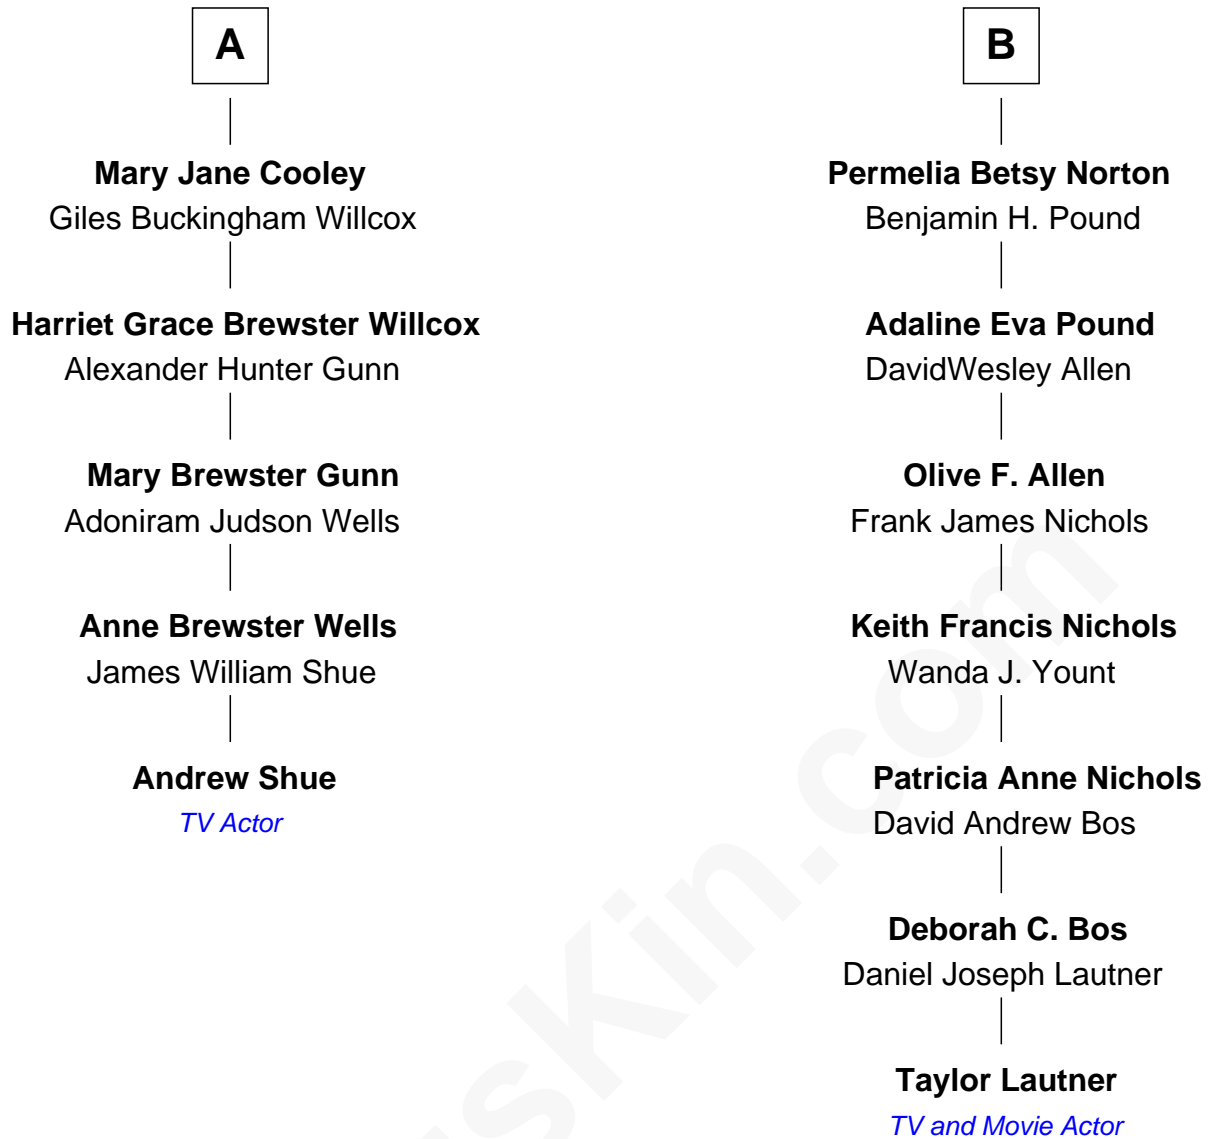 A
Mary Jane Cooley
Giles Buckingham Willcox
Harriet Grace Brewster Willcox
Alexander Hunter Gunn
Mary Brewster Gunn
Adoniram Judson Wells
Anne Brewster Wells
James William Shue
Andrew Shue
TV Actor
B
Permelia Betsy Norton
Benjamin H. Pound
Adaline Eva Pound
DavidWesley Allen
Olive F. Allen
Frank James Nichols
Keith Francis Nichols
Wanda J. Yount
Patricia Anne Nichols
David Andrew Bos
Deborah C. Bos
Daniel Joseph Lautner
Taylor Lautner
TV and Movie Actor
sKin.com